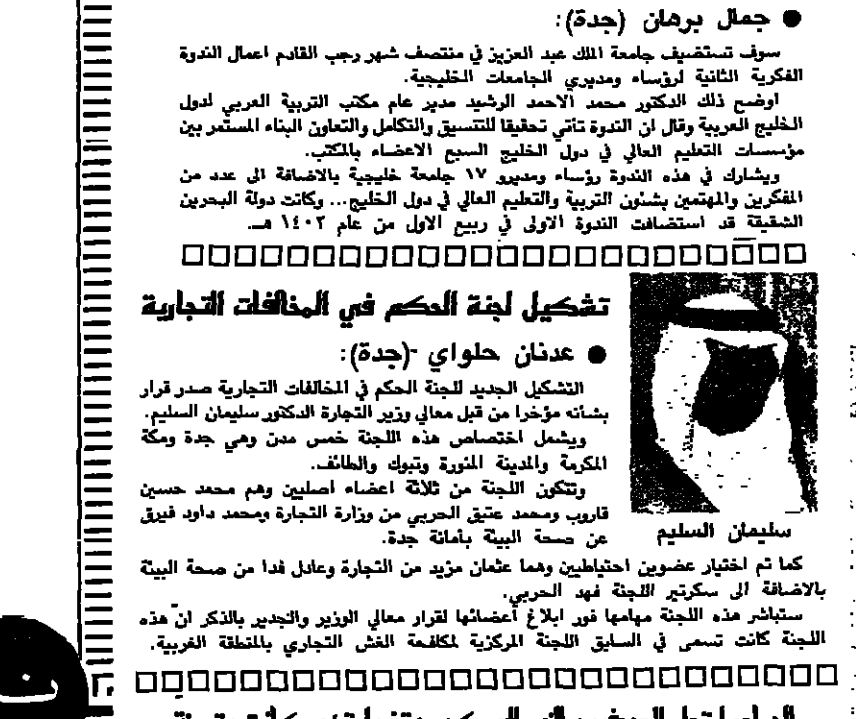 ● جمال برهان (جدة):
سوف تستضيف جامعة الملك عبد العزيز في منتصف شهر رجب القادم اعمال الندوة
الفكرية الثانية لرؤساء ومديري الجامعات الخليجية.
اوضح ذلك الدكتور محمد الاحمد الرشيد مدير عام مكتب التربية العربي لدول
الخليج العربية وقال ان الندوة تأتي تحقيقا للتنسيق والتكامل والتعاون البناء المستمر بين
مؤسسات التعليم العالي في دول الخليج السبع الاعضاء بالمكتب.
ويشارك في هذه الندوة رؤساء ومديرو ١٧ جامعة خليجية بالاضافة الى عدد من
المفكرين والمهتمين بشئون التربية والتعليم العالي في دول الخليج... وكانت دولة البحرين
الشقيقة قد استضافت الندوة الاولى في ربيع الاول من عام ١٤٠٢ هـ.
تشكيل لجنة الحكم في المخالفات التجارية
● عدنان حلواي -(جدة):
التشكيل الجديد للجنة الحكم في المخالفات التجارية صدر قرار
بشأنه مؤخرا من قبل معالي وزير التجارة الدكتور سليمان السليم.
ويشمل اختصاص هذه اللجنة خمس مدن وهي جدة ومكة
المكرمة والمدينة المنورة وتبوك والطائف.
وتتكون اللجنة من ثلاثة اعضاء اصليين وهم محمد حسين
قاروب ومحمد عتيق الحربي من وزارة التجارة ومحمد داود فيرق
عن صحة البيئة بأمانة جدة.
سليمان السليم
كما تم اختيار عضوين احتياطيين وهما عثمان مزيد من التجارة وعادل فدا من صحة البيئة
بالاضافة الى سكرتير اللجنة فهد الحربي.
ستباشر هذه اللجنة مهامها فور ابلاغ أعضائها لقرار معالي الوزير والجدير بالذكر ان هذه
اللجنة كانت تسمى في السابق اللجنة المركزية لمكافحة الغش التجاري بالمنطقة الغربية.